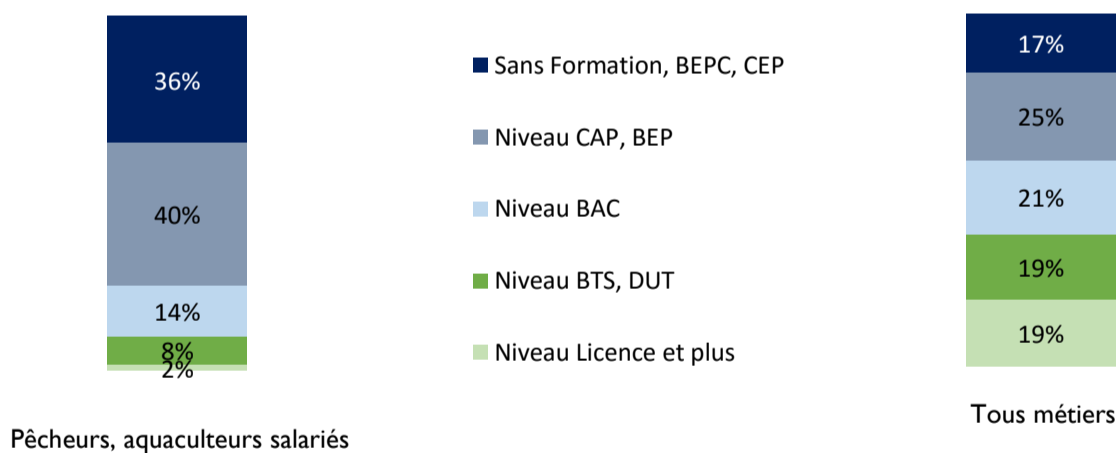 36%
40%
14%
8%
2%
Pêcheurs, aquaculteurs salariés
Sans Formation, BEPC, CEP
Niveau CAP, BEP
Niveau BAC
Niveau BTS, DUT
Niveau Licence et plus
17%
25%
21%
19%
19%
Tous métiers